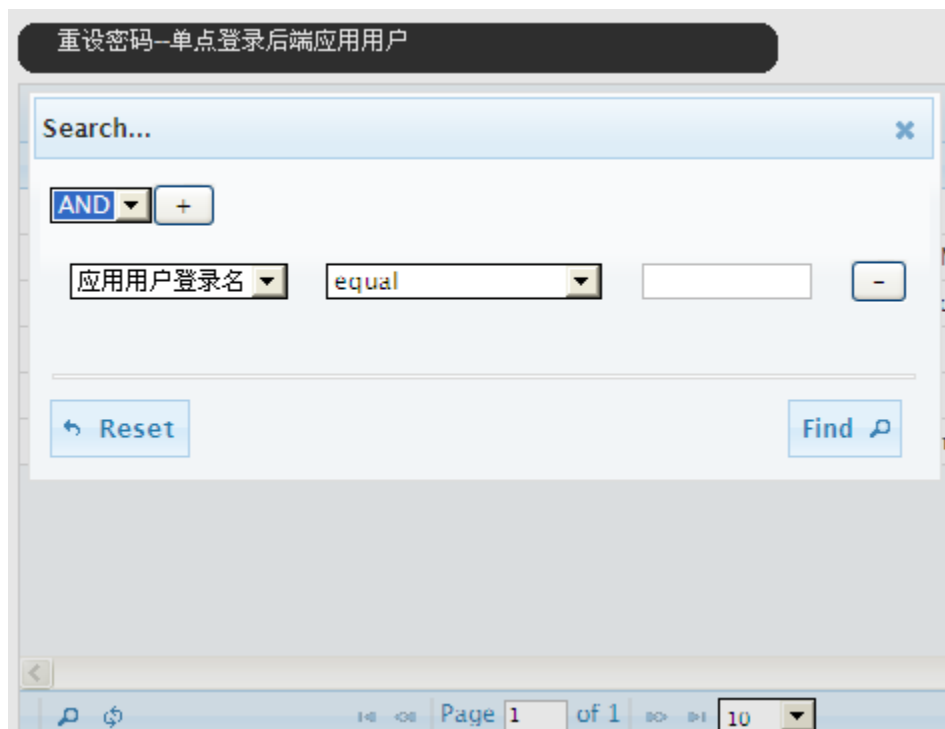 重设密码--单点登录后端应用用户
Search...
AND + 
应用用户登录名 equal -
Reset Find
Page 1 of 1 10